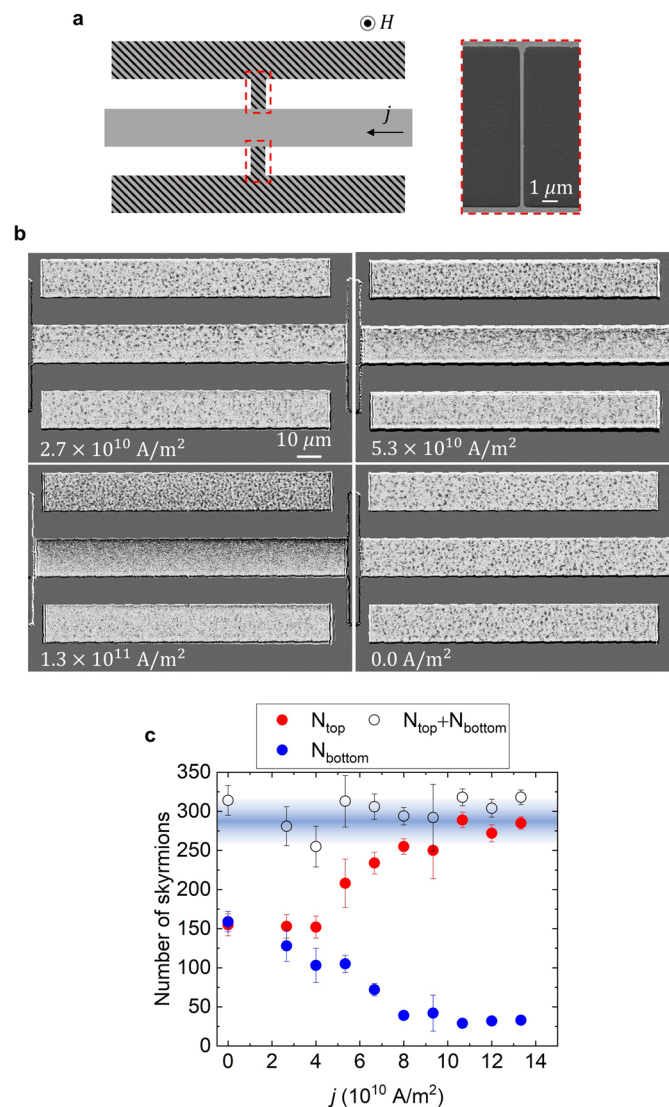 a
H
j
1 μm
b
2.7 × 10¹⁰ A/m²
10 μm
5.3 × 10¹⁰ A/m²
1.3 × 10¹¹ A/m²
0.0 A/m²
N_top N_top+N_bottom
N_bottom
c
350
300
250
200
150
100
50
0
Number of skyrmions
0 2 4 6 8 10 12 14
j (10¹⁰ A/m²)